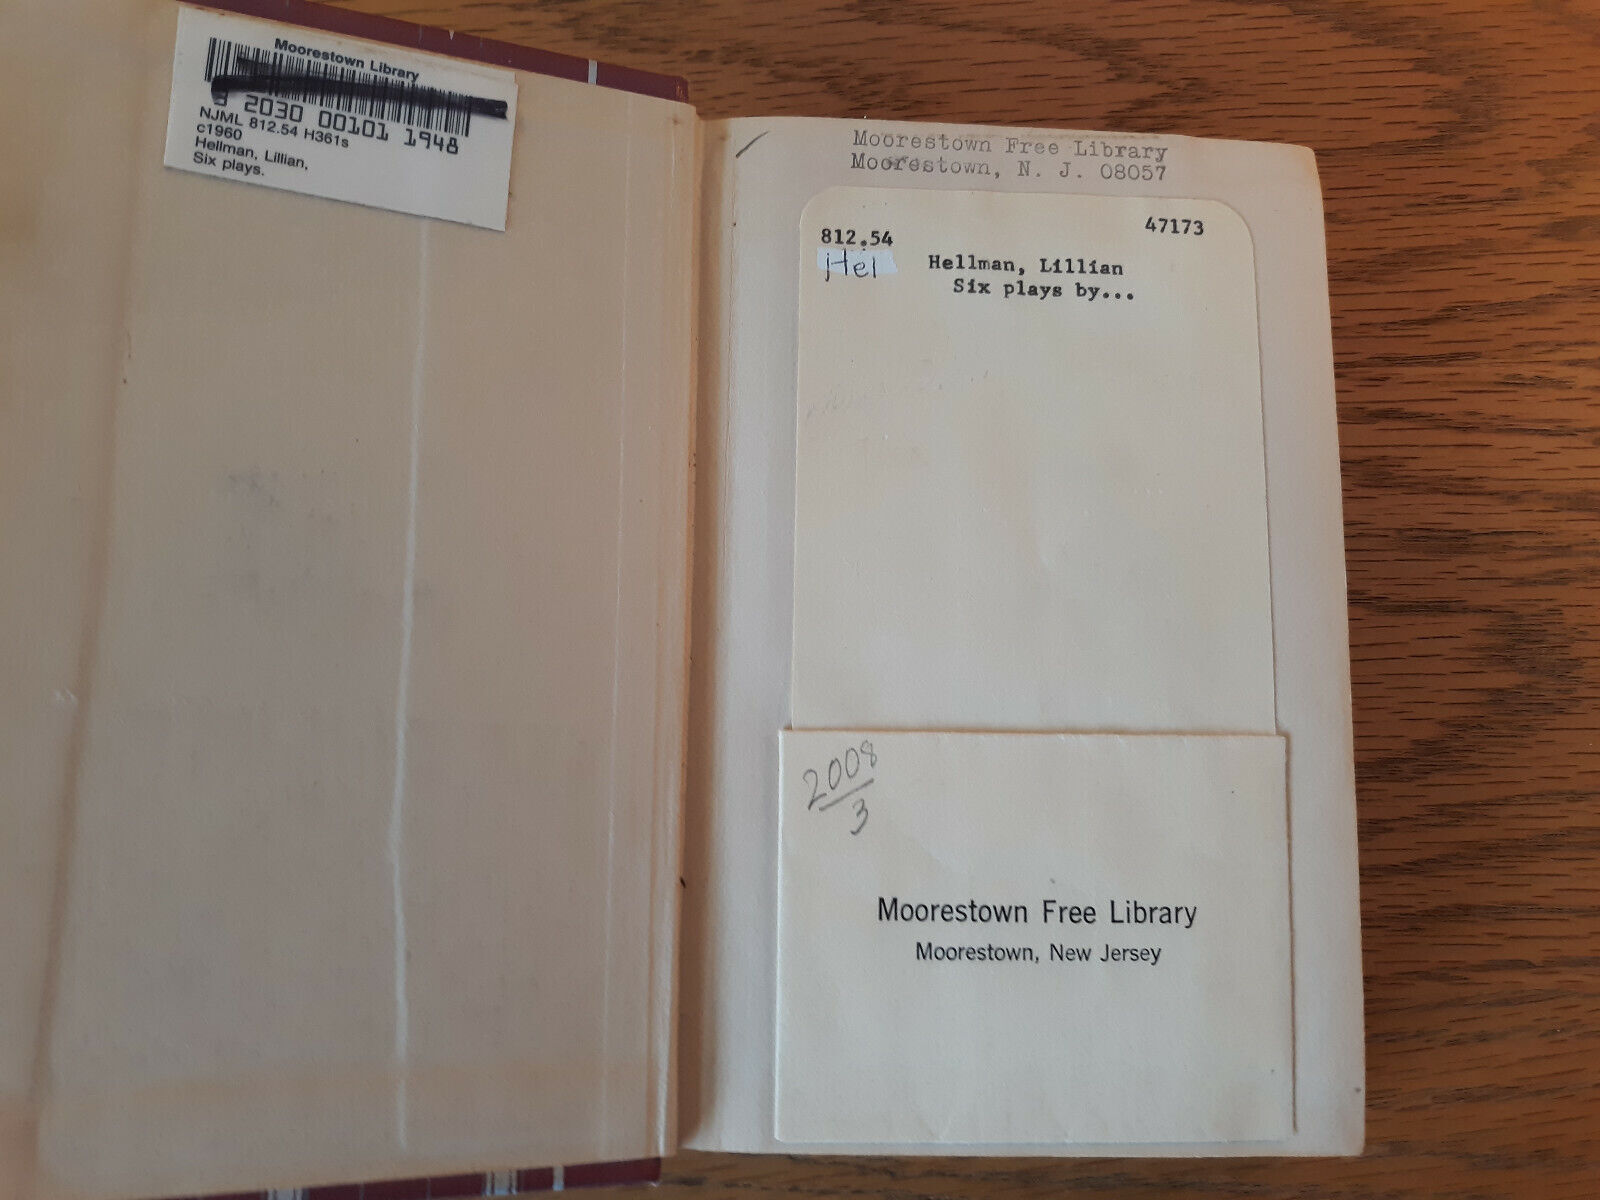 Moorestown Library
2030 00101 1948
NJML 812.54 H361s
c1960
Hellman, Lillian,
Six plays.
Moorestown Free Library
Moorestown, N. J. 08057
812.54
47173
Hel
Hellman, Lillian
Six plays by...
2008
3
Moorestown Free Library
Moorestown, New Jersey